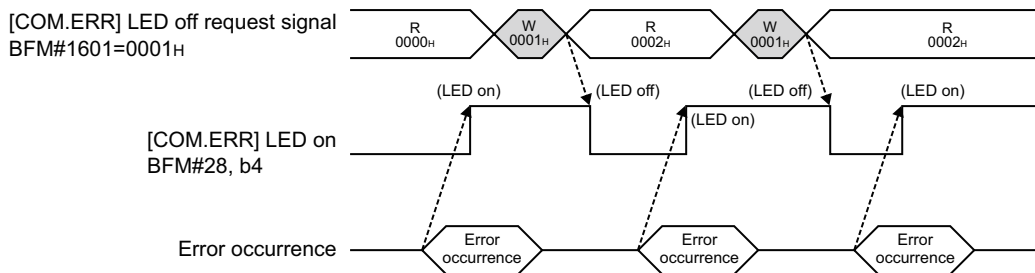 [COM.ERR] LED off request signal
BFM#1601=0001H
R
0000H
W
0001H
R
0002H
W
0001H
R
0002H
(LED on)
(LED off)
(LED on)
(LED off)
(LED on)
[COM.ERR] LED on
BFM#28, b4
Error occurrence
Error
occurrence
Error
occurrence
Error
occurrence